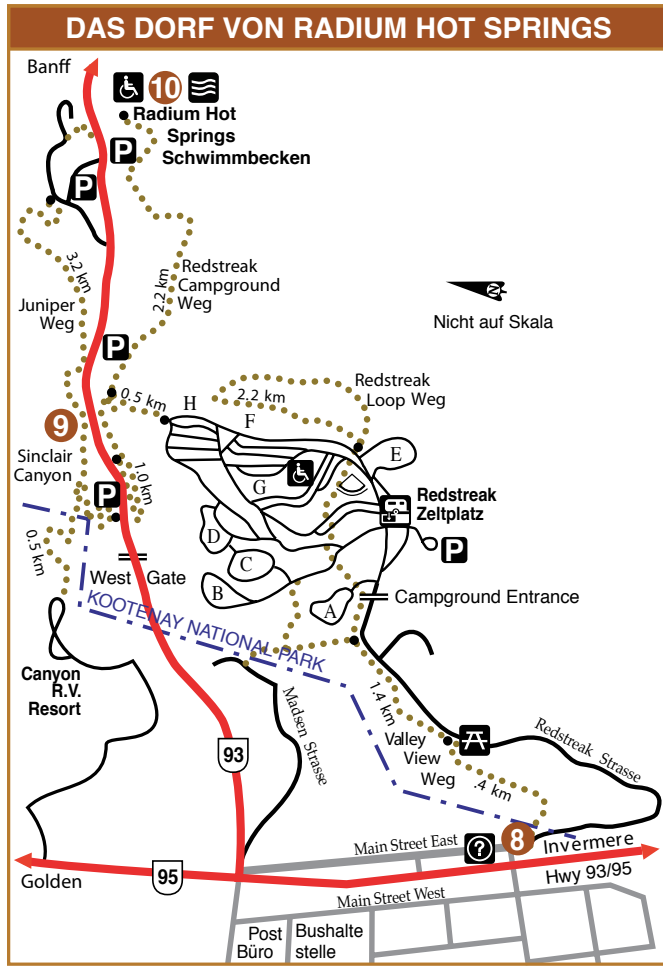 DAS DORF VON RADIUM HOT SPRINGS
Banff
10
Radium Hot
Springs
Schwimmbecken
P
P
3.2 km
2.2 km
Redstreak
Campground
Weg
Juniper
Weg
N
Nicht auf Skala
P
0.5 km
H
F
2.2 km
Redstreak
Loop Weg
9
Sinclair
Canyon
1.0 km
E
G
P
Redstreak
Zeltplatz
D
P
0.5 km
C
West Gate
B
A
Campground Entrance
KOOTENAY NATIONAL PARK
Canyon
R.V.
Resort
Madsen Strasse
1.4 km
Valley
View
Weg
.4 km
Redstreak Strasse
93
Main Street East
?
8
Invermere
Golden
95
Hwy 93/95
Main Street West
Post
Büro
Bushalte
stelle